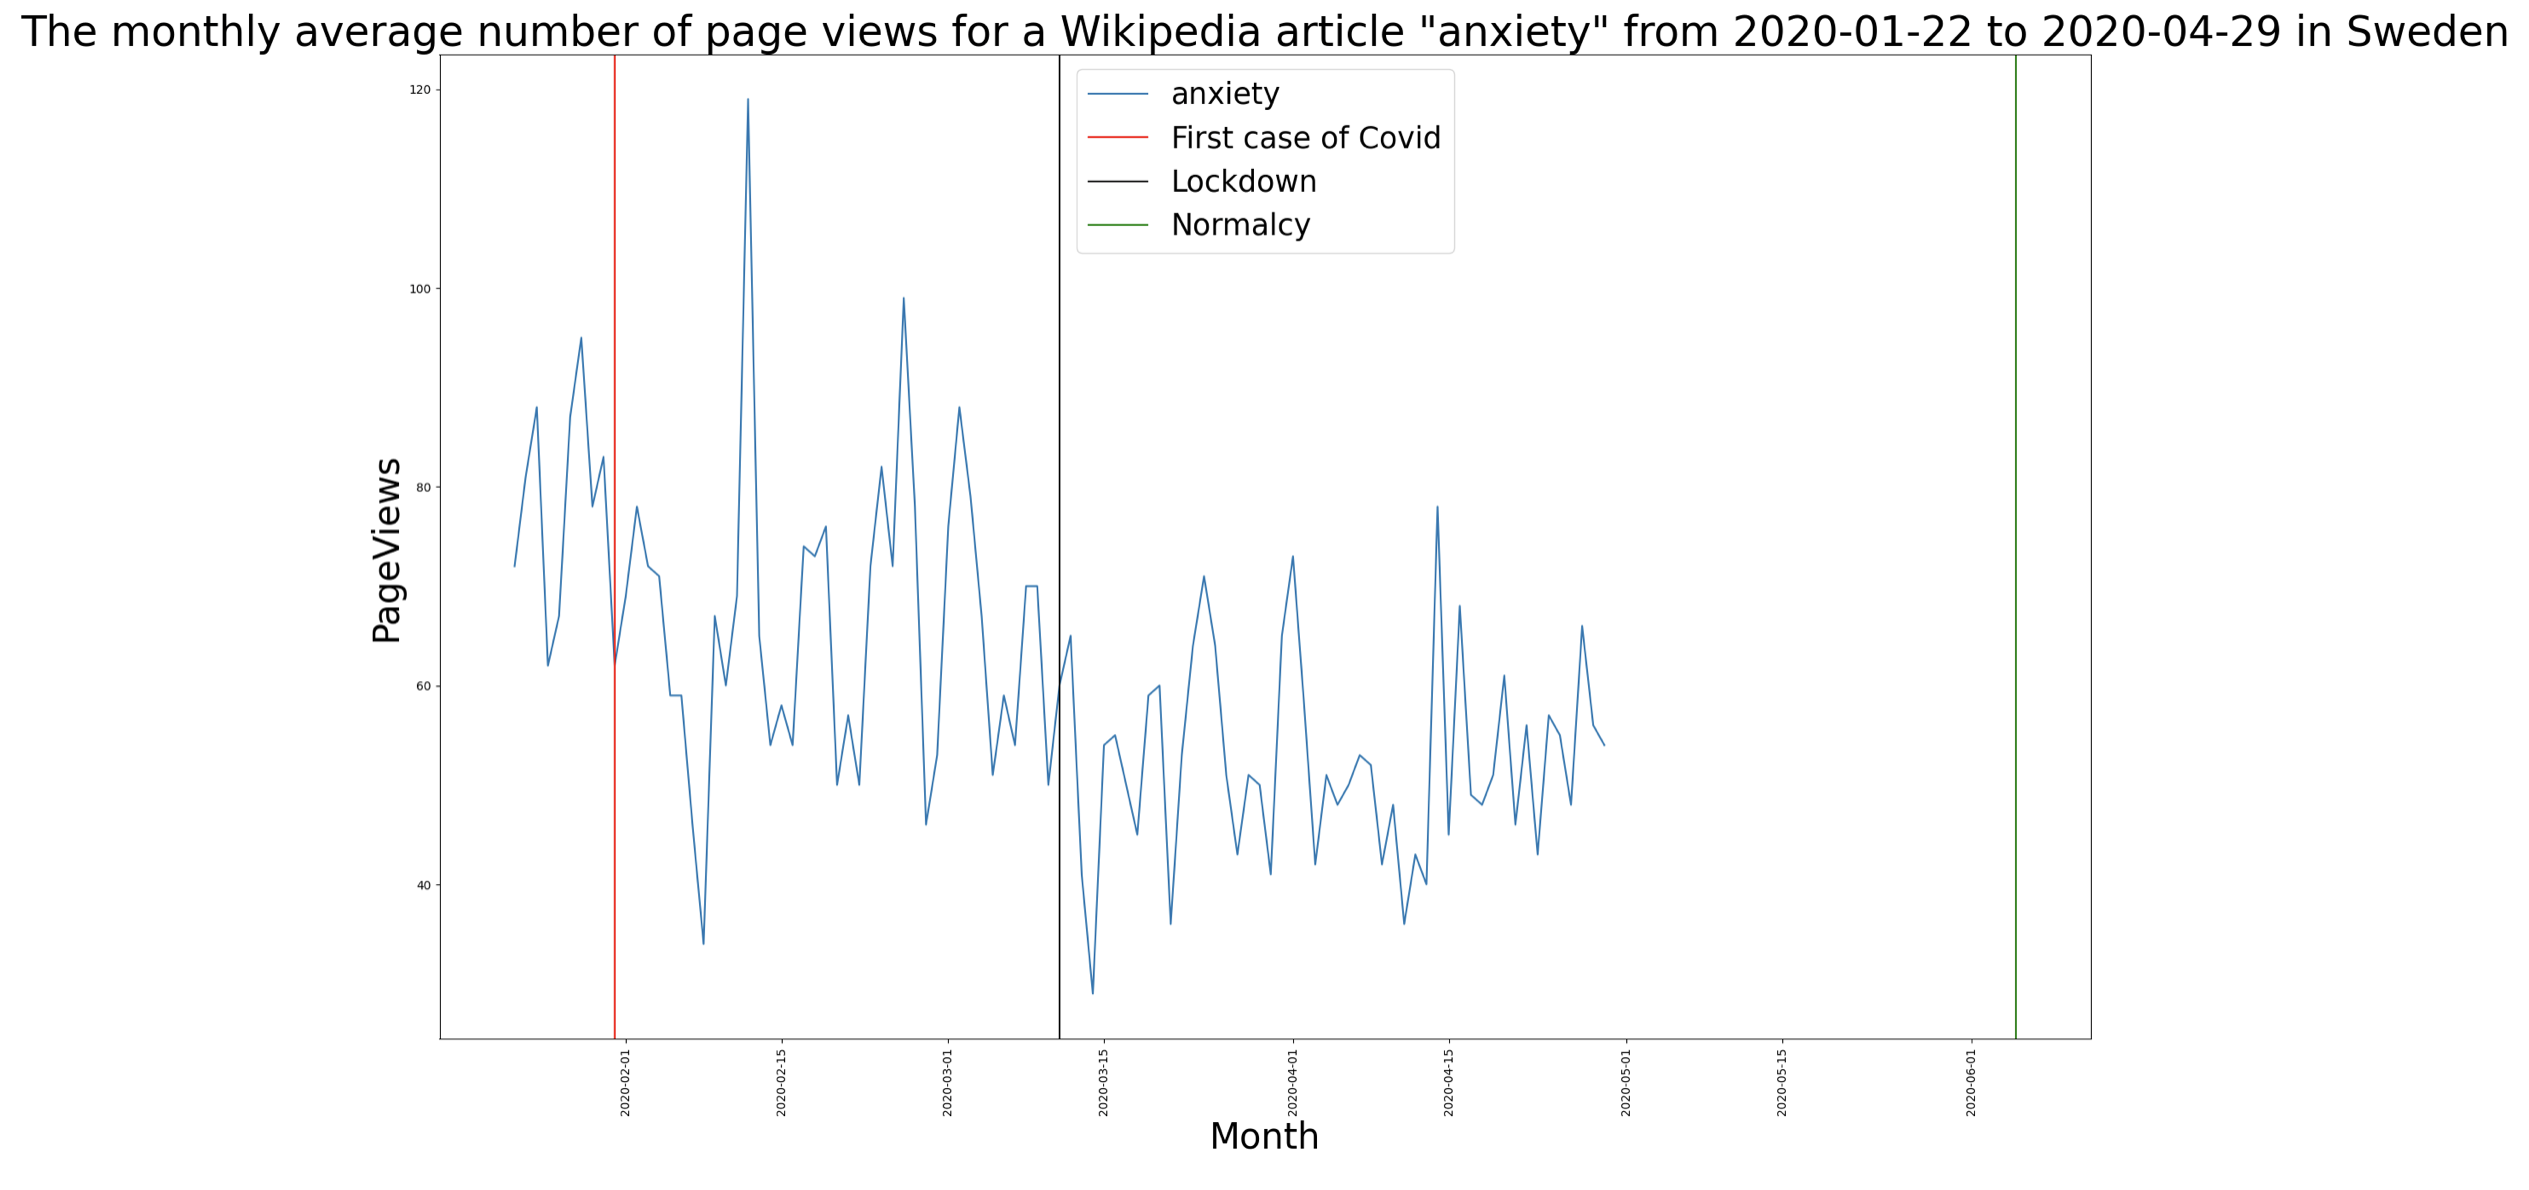 The monthly average number of page views for a Wikipedia article "anxiety" from 2020-01-22 to 2020-04-29 in Sweden
anxiety
First case of Covid
Lockdown
Normalcy
PageViews
120
100
80
60
40
2020-02-01
2020-02-15
2020-03-01
2020-03-15
2020-04-01
2020-04-15
2020-05-01
2020-05-15
2020-06-01
Month